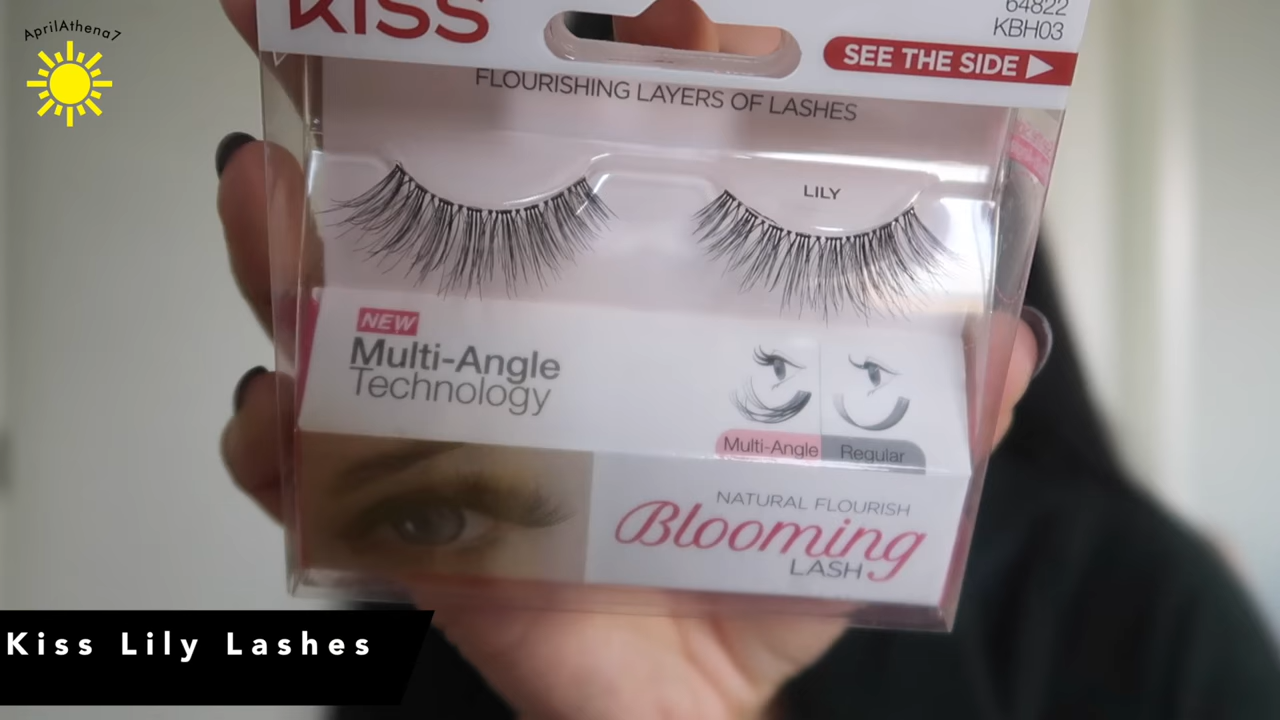 AprilAthena7
KISS
64822
KBH03
SEE THE SIDE
FLOURISHING LAYERS OF LASHES
LILY
NEW
Multi-Angle
Technology
Multi-Angle
Regular
NATURAL FLOURISH
Blooming
LASH
Kiss Lily Lashes